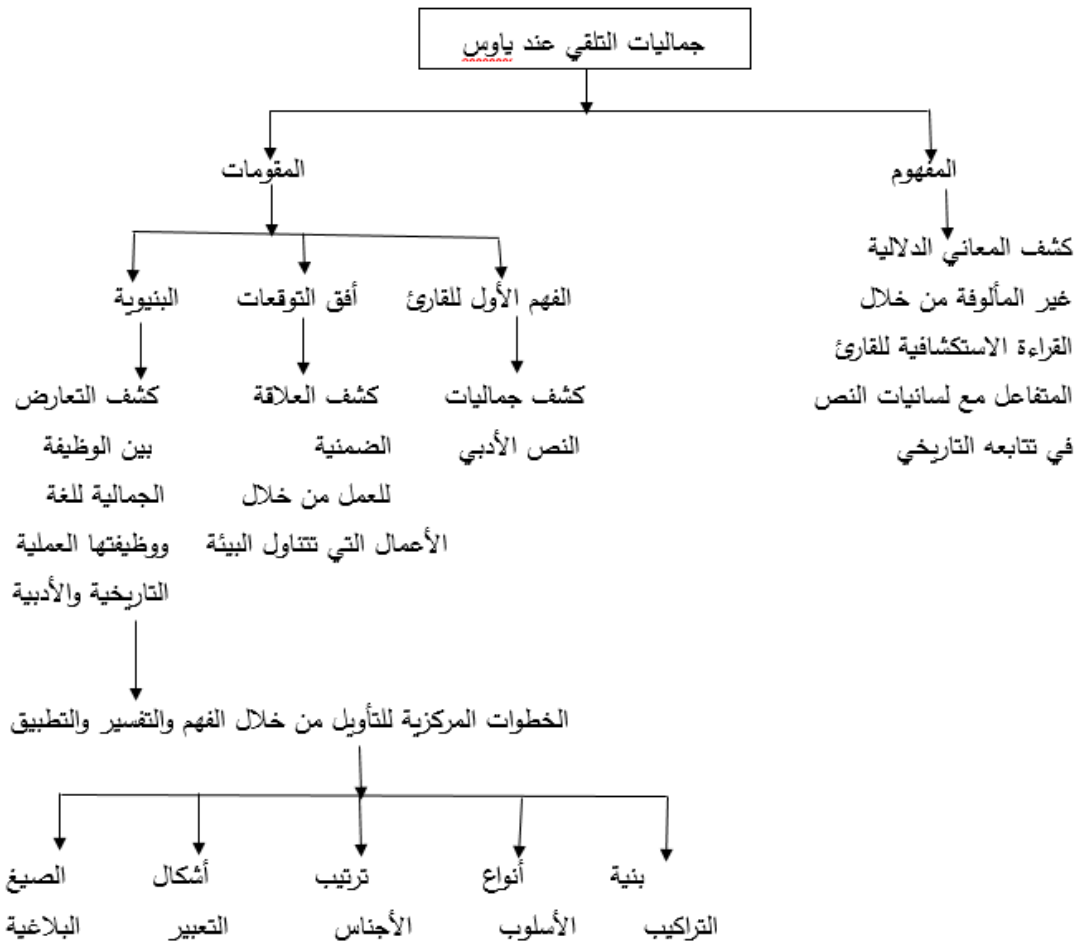 جماليات التلقي عند ياوس
المفهوم
المقومات
كشف المعاني الدلالية
غير المألوفة من خلال
القراءة الاستكشافية للقارئ
المتفاعل مع لسانيات النص
في تتابعه التاريخي
الفهم الأول للقارئ
كشف جماليات
النص الأدبي
أفق التوقعات
كشف العلاقة
الضمنية
للعمل من خلال
الأعمال التي تتناول البيئة
البنيوية
كشف التعارض
بين الوظيفة
الجمالية للغة
ووظيفتها العملية
التاريخية والأدبية
الخطوات المركزية للتأويل من خلال الفهم والتفسير والتطبيق
بنية
التراكيب
أنواع
الأسلوب
ترتيب
الأجناس
أشكال
التعبير
الصيغ
البلاغية